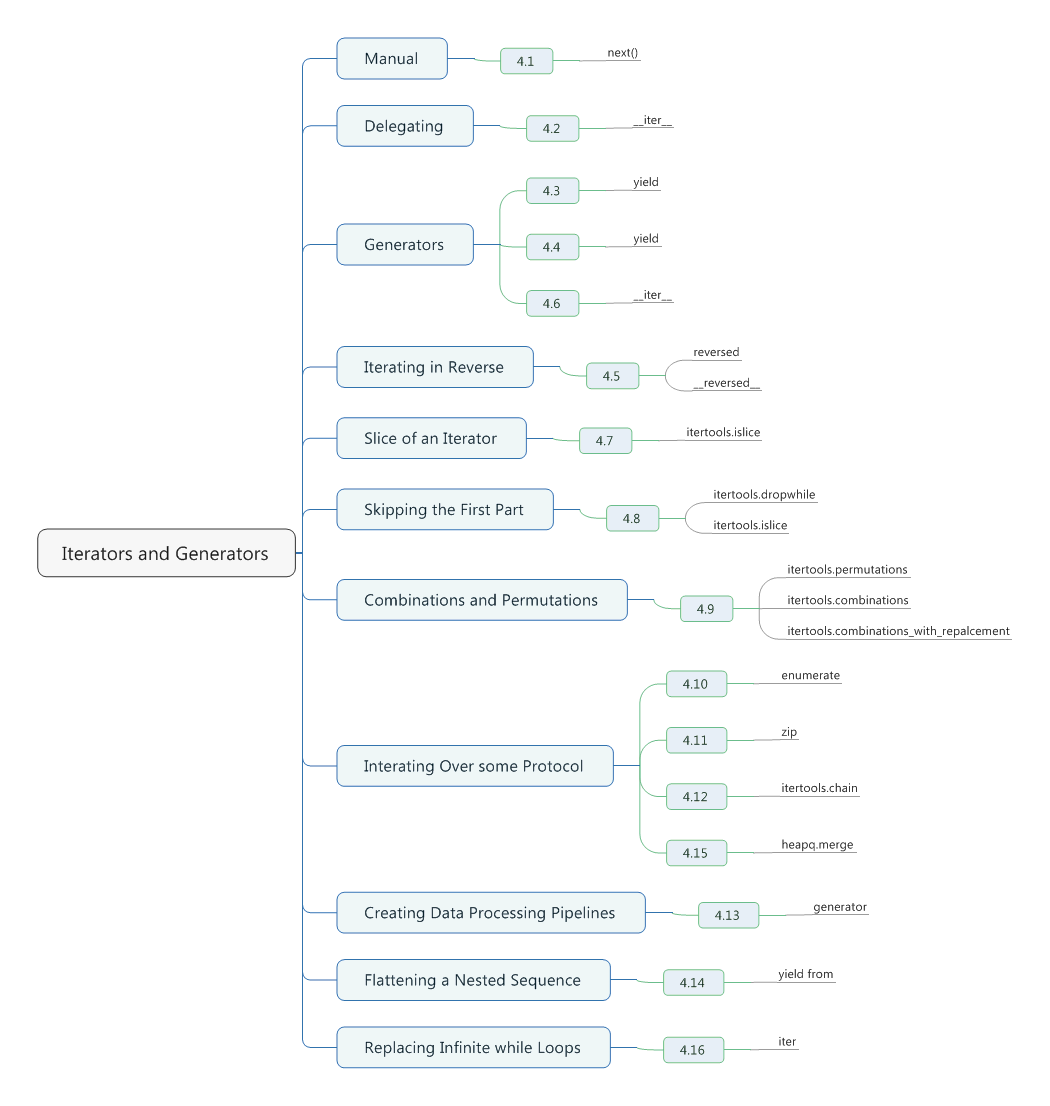 Iterators and Generators
Manual
4.1
next()
Delegating
4.2
__iter__
Generators
4.3
yield
4.4
yield
4.6
__iter__
Iterating in Reverse
4.5
reversed
__reversed__
Slice of an Iterator
4.7
itertools.islice
Skipping the First Part
4.8
itertools.dropwhile
itertools.islice
Combinations and Permutations
4.9
itertools.permutations
itertools.combinations
itertools.combinations_with_repalcement
Interating Over some Protocol
4.10
enumerate
4.11
zip
4.12
itertools.chain
4.15
heapq.merge
Creating Data Processing Pipelines
4.13
generator
Flattening a Nested Sequence
4.14
yield from
Replacing Infinite while Loops
4.16
iter